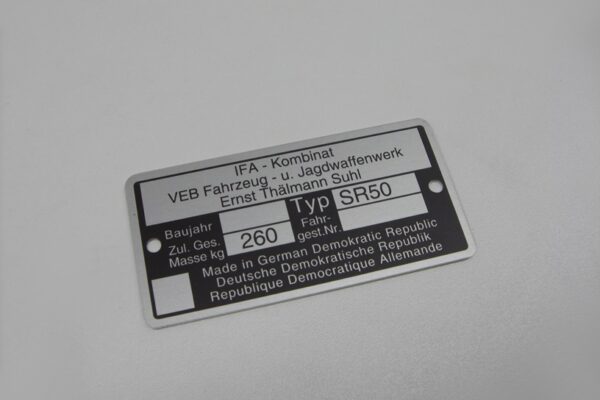 IFA - Kombinat
VEB Fahrzeug - u. Jagdwaffenwerk
Ernst Thälmann Suhl
Baujahr Typ SR50
Zul. Ges. Masse kg 260 Fahr- gest.Nr.
Made in German Democratic Republic
Deutsche Demokratische Republik
Republique Democratique Allemande